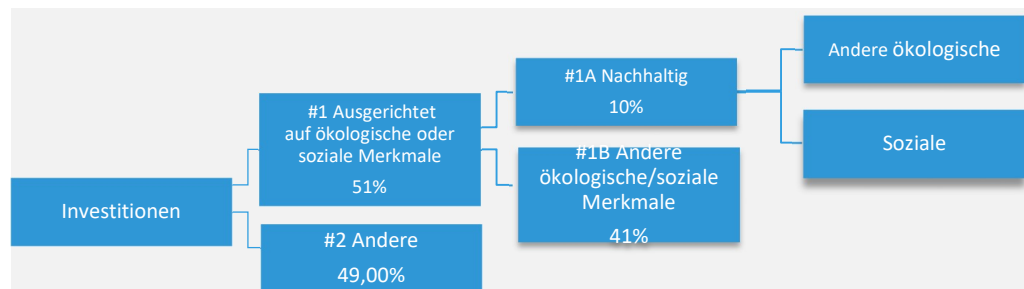 Investitionen
#1 Ausgerichtet
auf ökologische oder
soziale Merkmale
51%
#2 Andere
49,00%
#1A Nachhaltig
10%
#1B Andere
ökologische/soziale
Merkmale
41%
Andere ökologische
Soziale